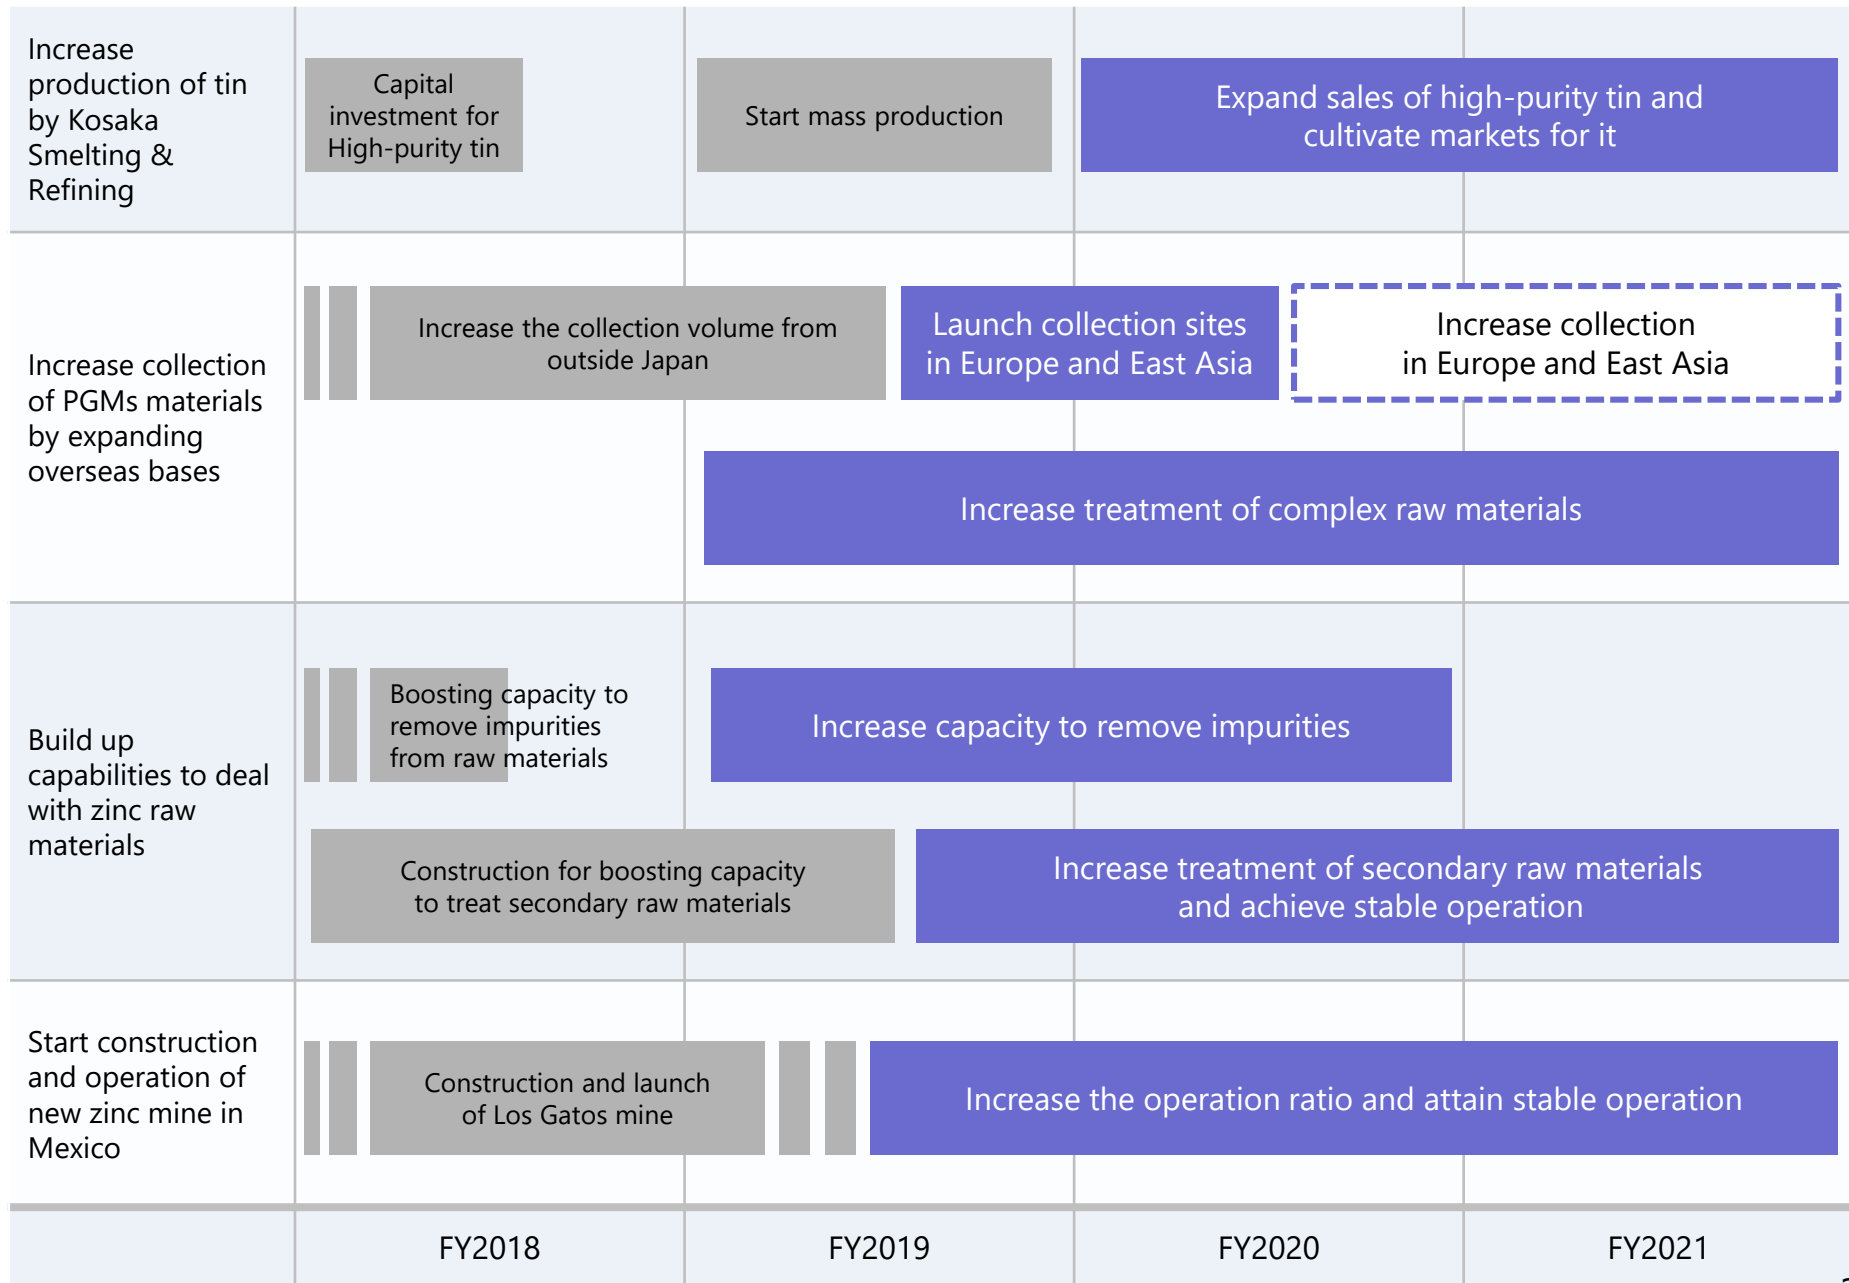 Increase
production of tin
by Kosaka
Smelting &
Refining
Capital
investment for
High-purity tin
Start mass production
Expand sales of high-purity tin and
cultivate markets for it
Increase collection
of PGMs materials
by expanding
overseas bases
Increase the collection volume from
outside Japan
Launch collection sites
in Europe and East Asia
Increase collection
in Europe and East Asia
Increase treatment of complex raw materials
Build up
capabilities to deal
with zinc raw
materials
Boosting capacity to
remove impurities
from raw materials
Increase capacity to remove impurities
Construction for boosting capacity
to treat secondary raw materials
Increase treatment of secondary raw materials
and achieve stable operation
Start construction
and operation of
new zinc mine in
Mexico
Construction and launch
of Los Gatos mine
Increase the operation ratio and attain stable operation
FY2018
FY2019
FY2020
FY2021